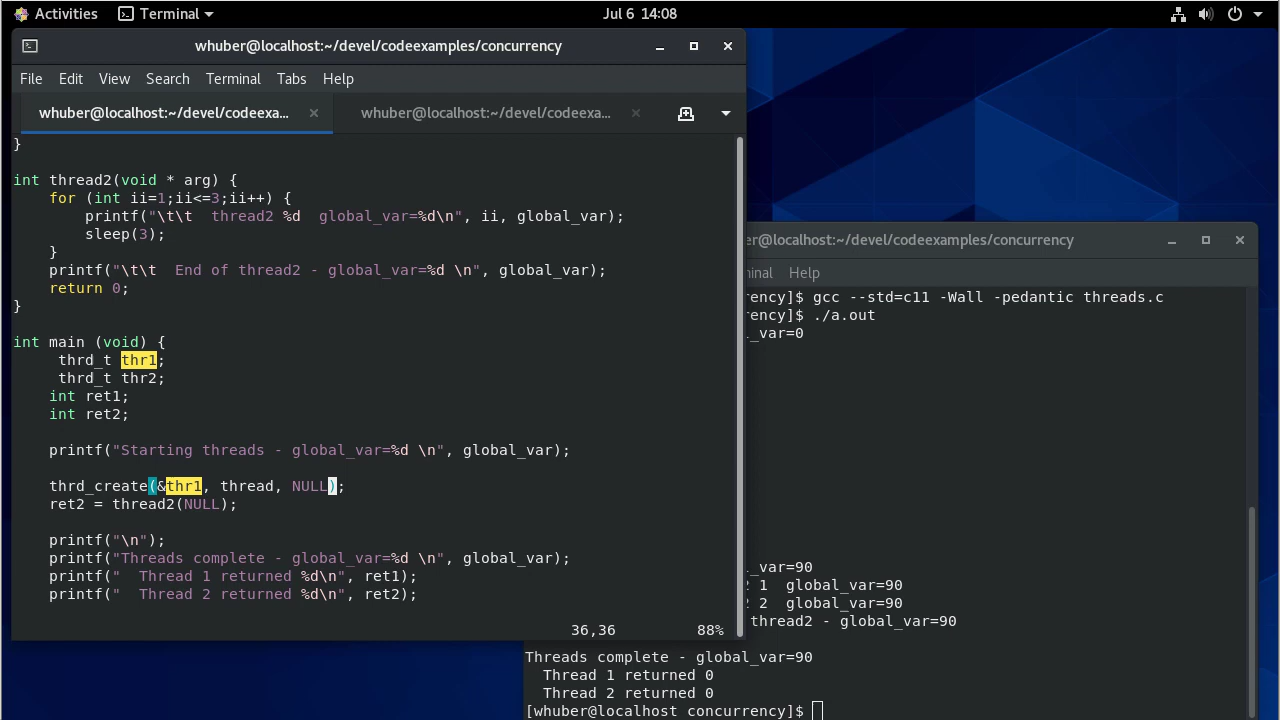 Activities Terminal Jul 6 14:08
whuber@localhost:~/devel/codeexamples/concurrency
File Edit View Search Terminal Tabs Help
whuber@localhost:~/devel/codeexa... whuber@localhost:~/devel/codeexa...
}
int thread2(void * arg) {
for (int ii=1;ii<=3;ii++) {
printf("\t\t  thread2 %d  global_var=%d\n", ii, global_var);
sleep(3);
}
printf("\t\t  End of thread2 - global_var=%d \n", global_var);
return 0;
}
int main (void) {
thrd_t thr1;
thrd_t thr2;
int ret1;
int ret2;
printf("Starting threads - global_var=%d \n", global_var);
thrd_create(&thr1, thread, NULL);
ret2 = thread2(NULL);
printf("\n");
printf("Threads complete - global_var=%d \n", global_var);
printf("  Thread 1 returned %d\n", ret1);
printf("  Thread 2 returned %d\n", ret2);
36,36 88%
er@localhost:~/devel/codeexamples/concurrency
inal Help
rency]$ gcc --std=c11 -Wall -pedantic threads.c
rency]$ ./a.out
l_var=0
l_var=90
2 1  global_var=90
2 2  global_var=90
thread2 - global_var=90
Threads complete - global_var=90
Thread 1 returned 0
Thread 2 returned 0
[whuber@localhost concurrency]$